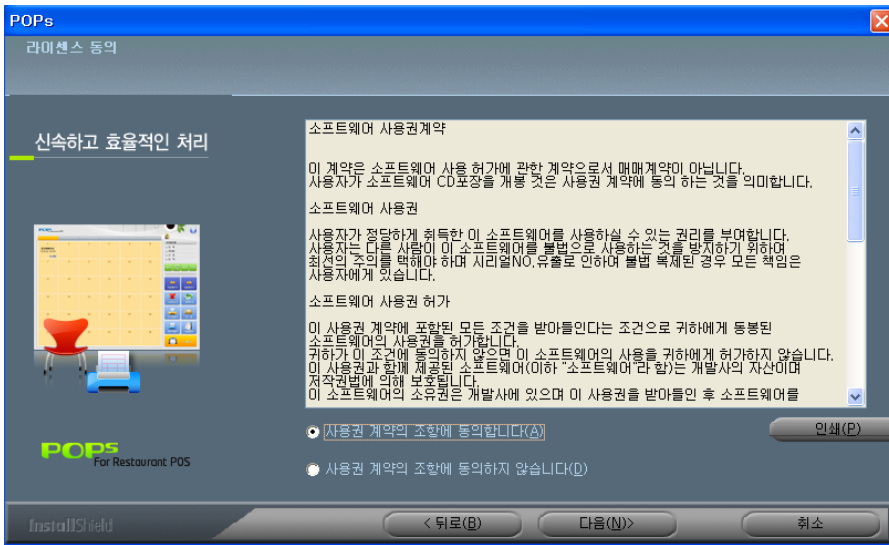 POPs
라이센스 동의
신속하고 효율적인 처리
소프트웨어 사용권계약
이 계약은 소프트웨어 사용 허가에 관한 계약으로서 매매계약이 아닙니다.
사용자가 소프트웨어 CD포장을 개봉 것은 사용권 계약에 동의 하는 것을 의미합니다.
소프트웨어 사용권
사용자가 정당하게 취득한 이 소프트웨어를 사용하실 수 있는 권리를 부여합니다.
사용자는 다른 사람이 이 소프트웨어를 불법으로 사용하는 것을 방지하기 위하여
최선의 주의를 택해야 하며 시리얼NO.유출로 인하여 불법 복제된 경우 모든 책임은
사용자에게 있습니다.
소프트웨어 사용권 허가
이 사용권 계약에 포함된 모든 조건을 받아들인다는 조건으로 귀하에게 동봉된
소프트웨어의 사용권을 허가합니다.
귀하가 이 조건에 동의하지 않으면 이 소프트웨어의 사용을 귀하에게 허가하지 않습니다.
이 사용권과 함께 제공된 소프트웨어(이하 "소프트웨어"라 함)는 개발사의 자산이며
저작권법에 의해 보호됩니다.
이 소프트웨어의 소유권은 개발사에 있으며 이 사용권을 받아들인 후 소프트웨어를
사용권 계약의 조항에 동의합니다(A)
인쇄(P)
사용권 계약의 조항에 동의하지 않습니다(D)
POPs
For Restaurant POS
InstallShield
< 뒤로(B)
다음(N)>
취소